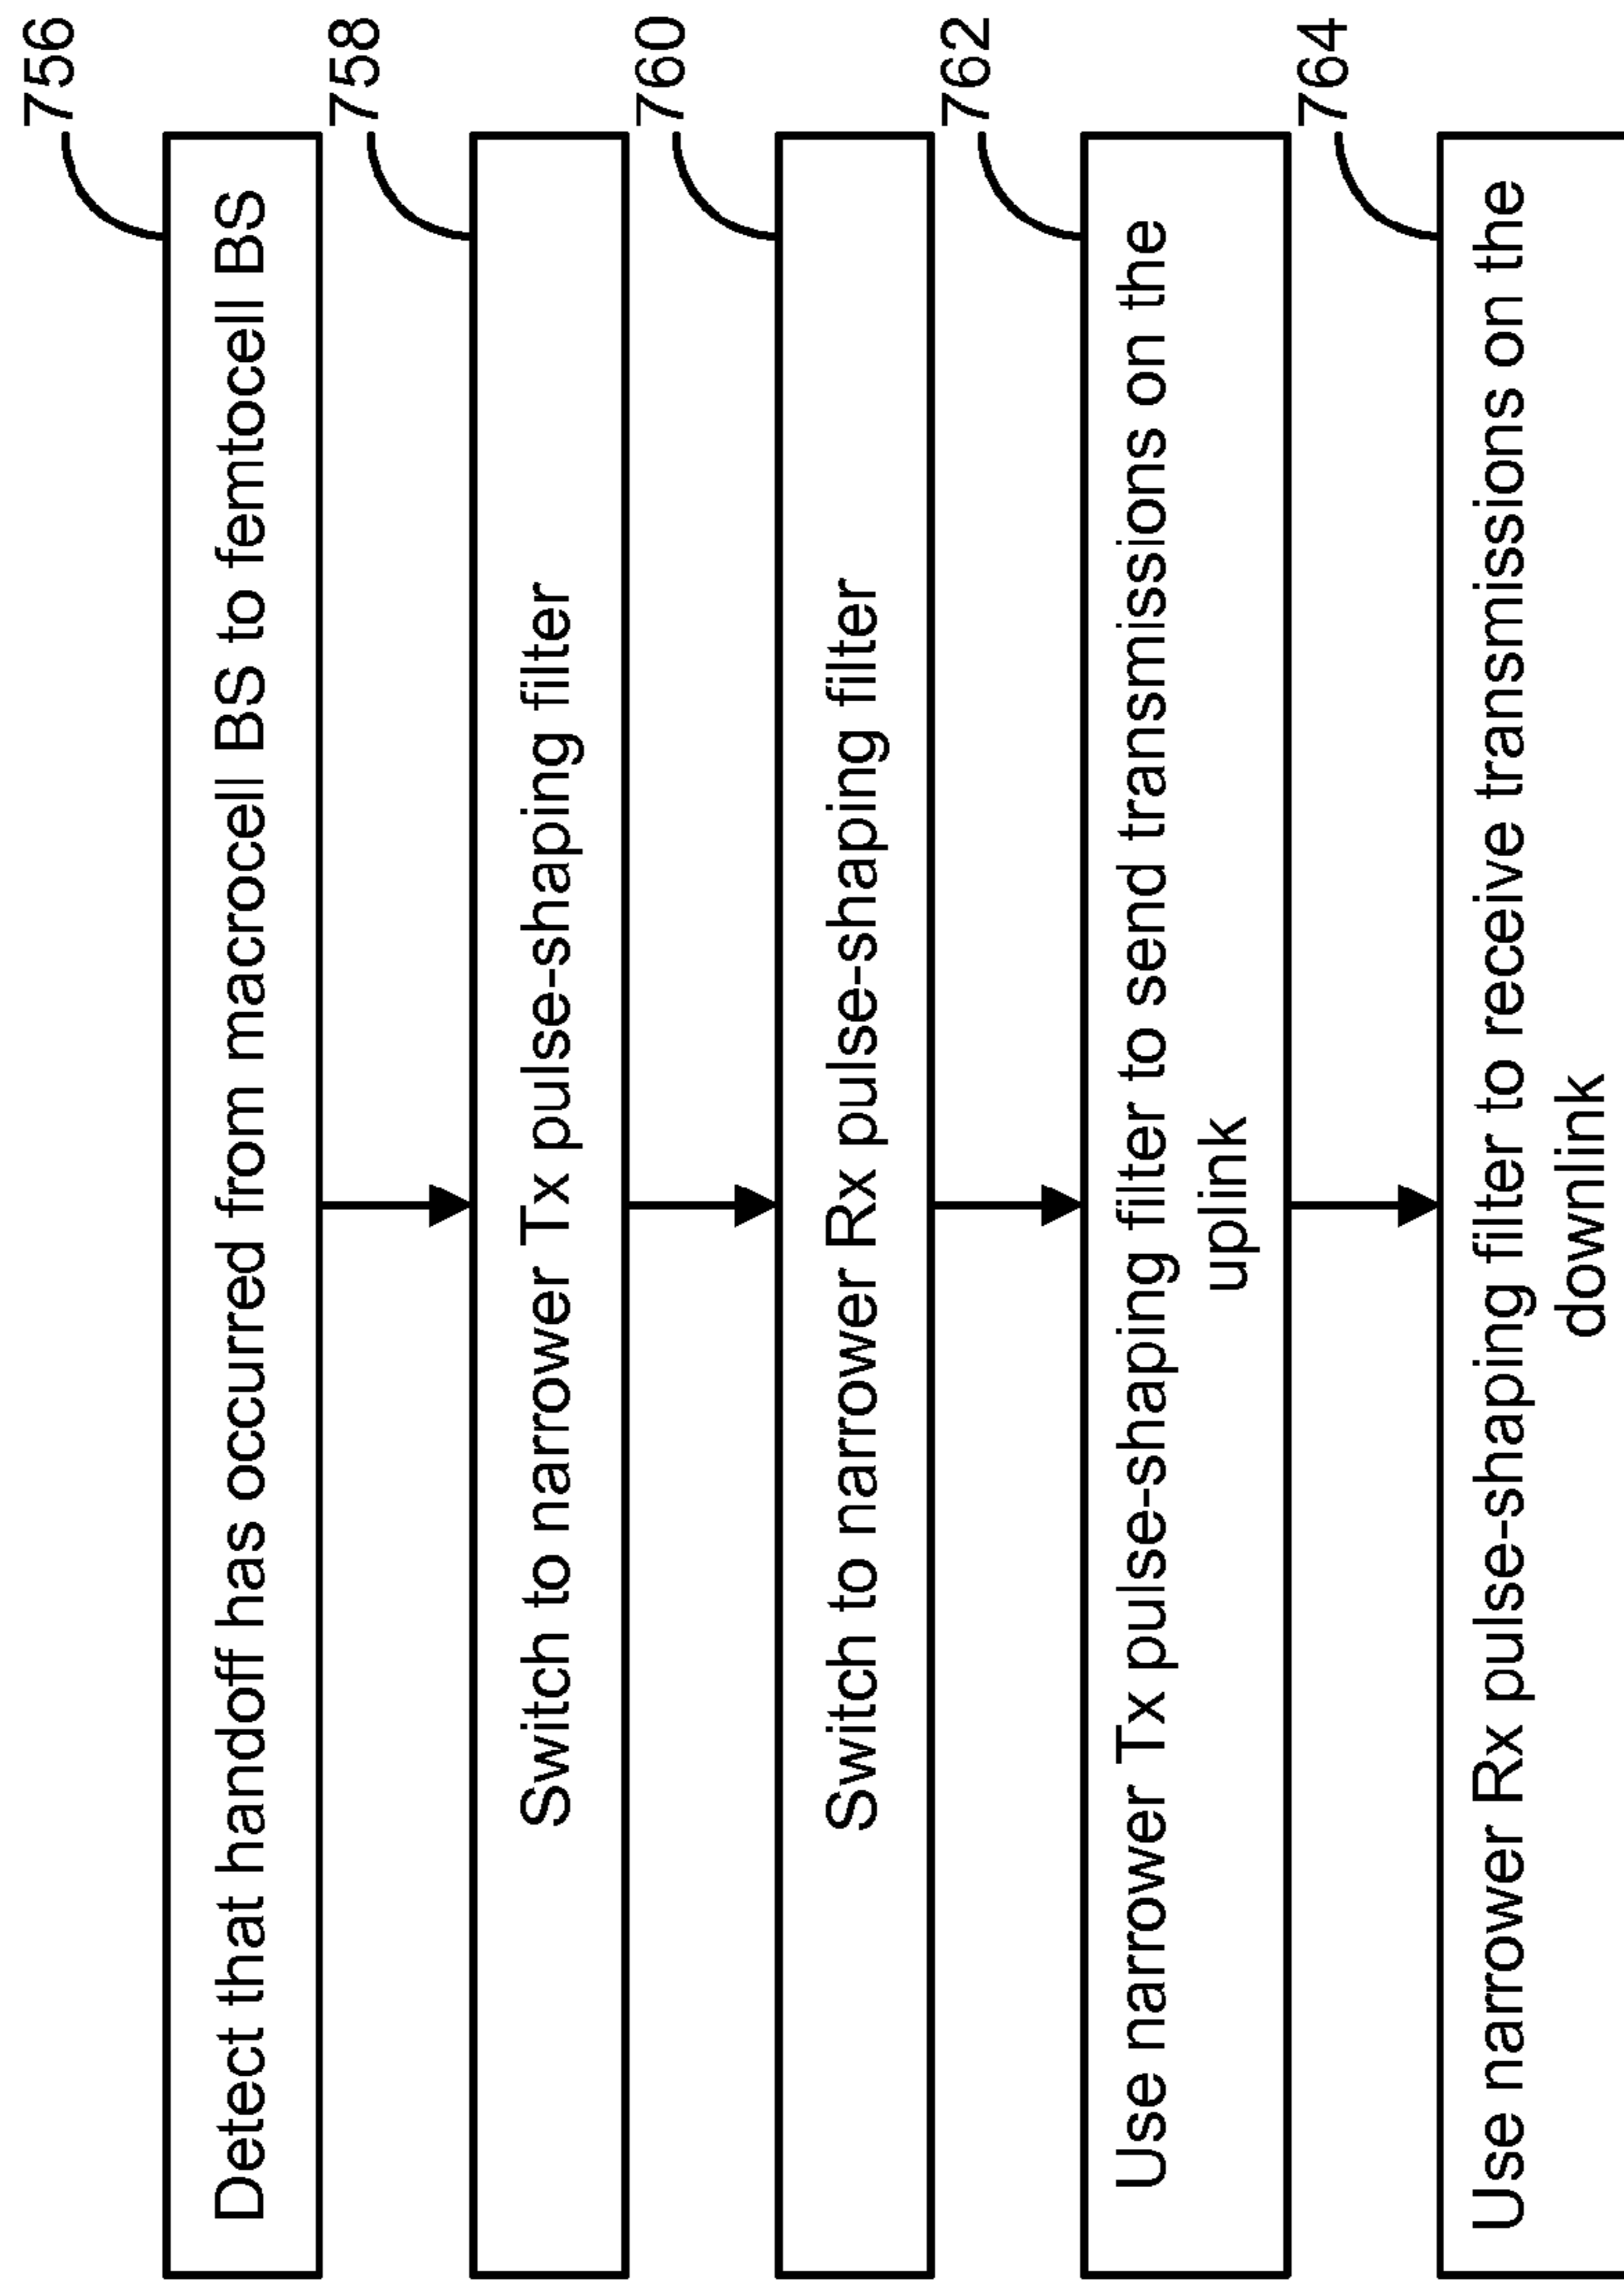 756
Detect that handoff has occurred from macrocell BS to femtocell BS
758
Switch to narrower Tx pulse-shaping filter
760
Switch to narrower Rx pulse-shaping filter
762
Use narrower Tx pulse-shaping filter to send transmissions on the
uplink
764
Use narrower Rx pulse-shaping filter to receive transmissions on the
downlink